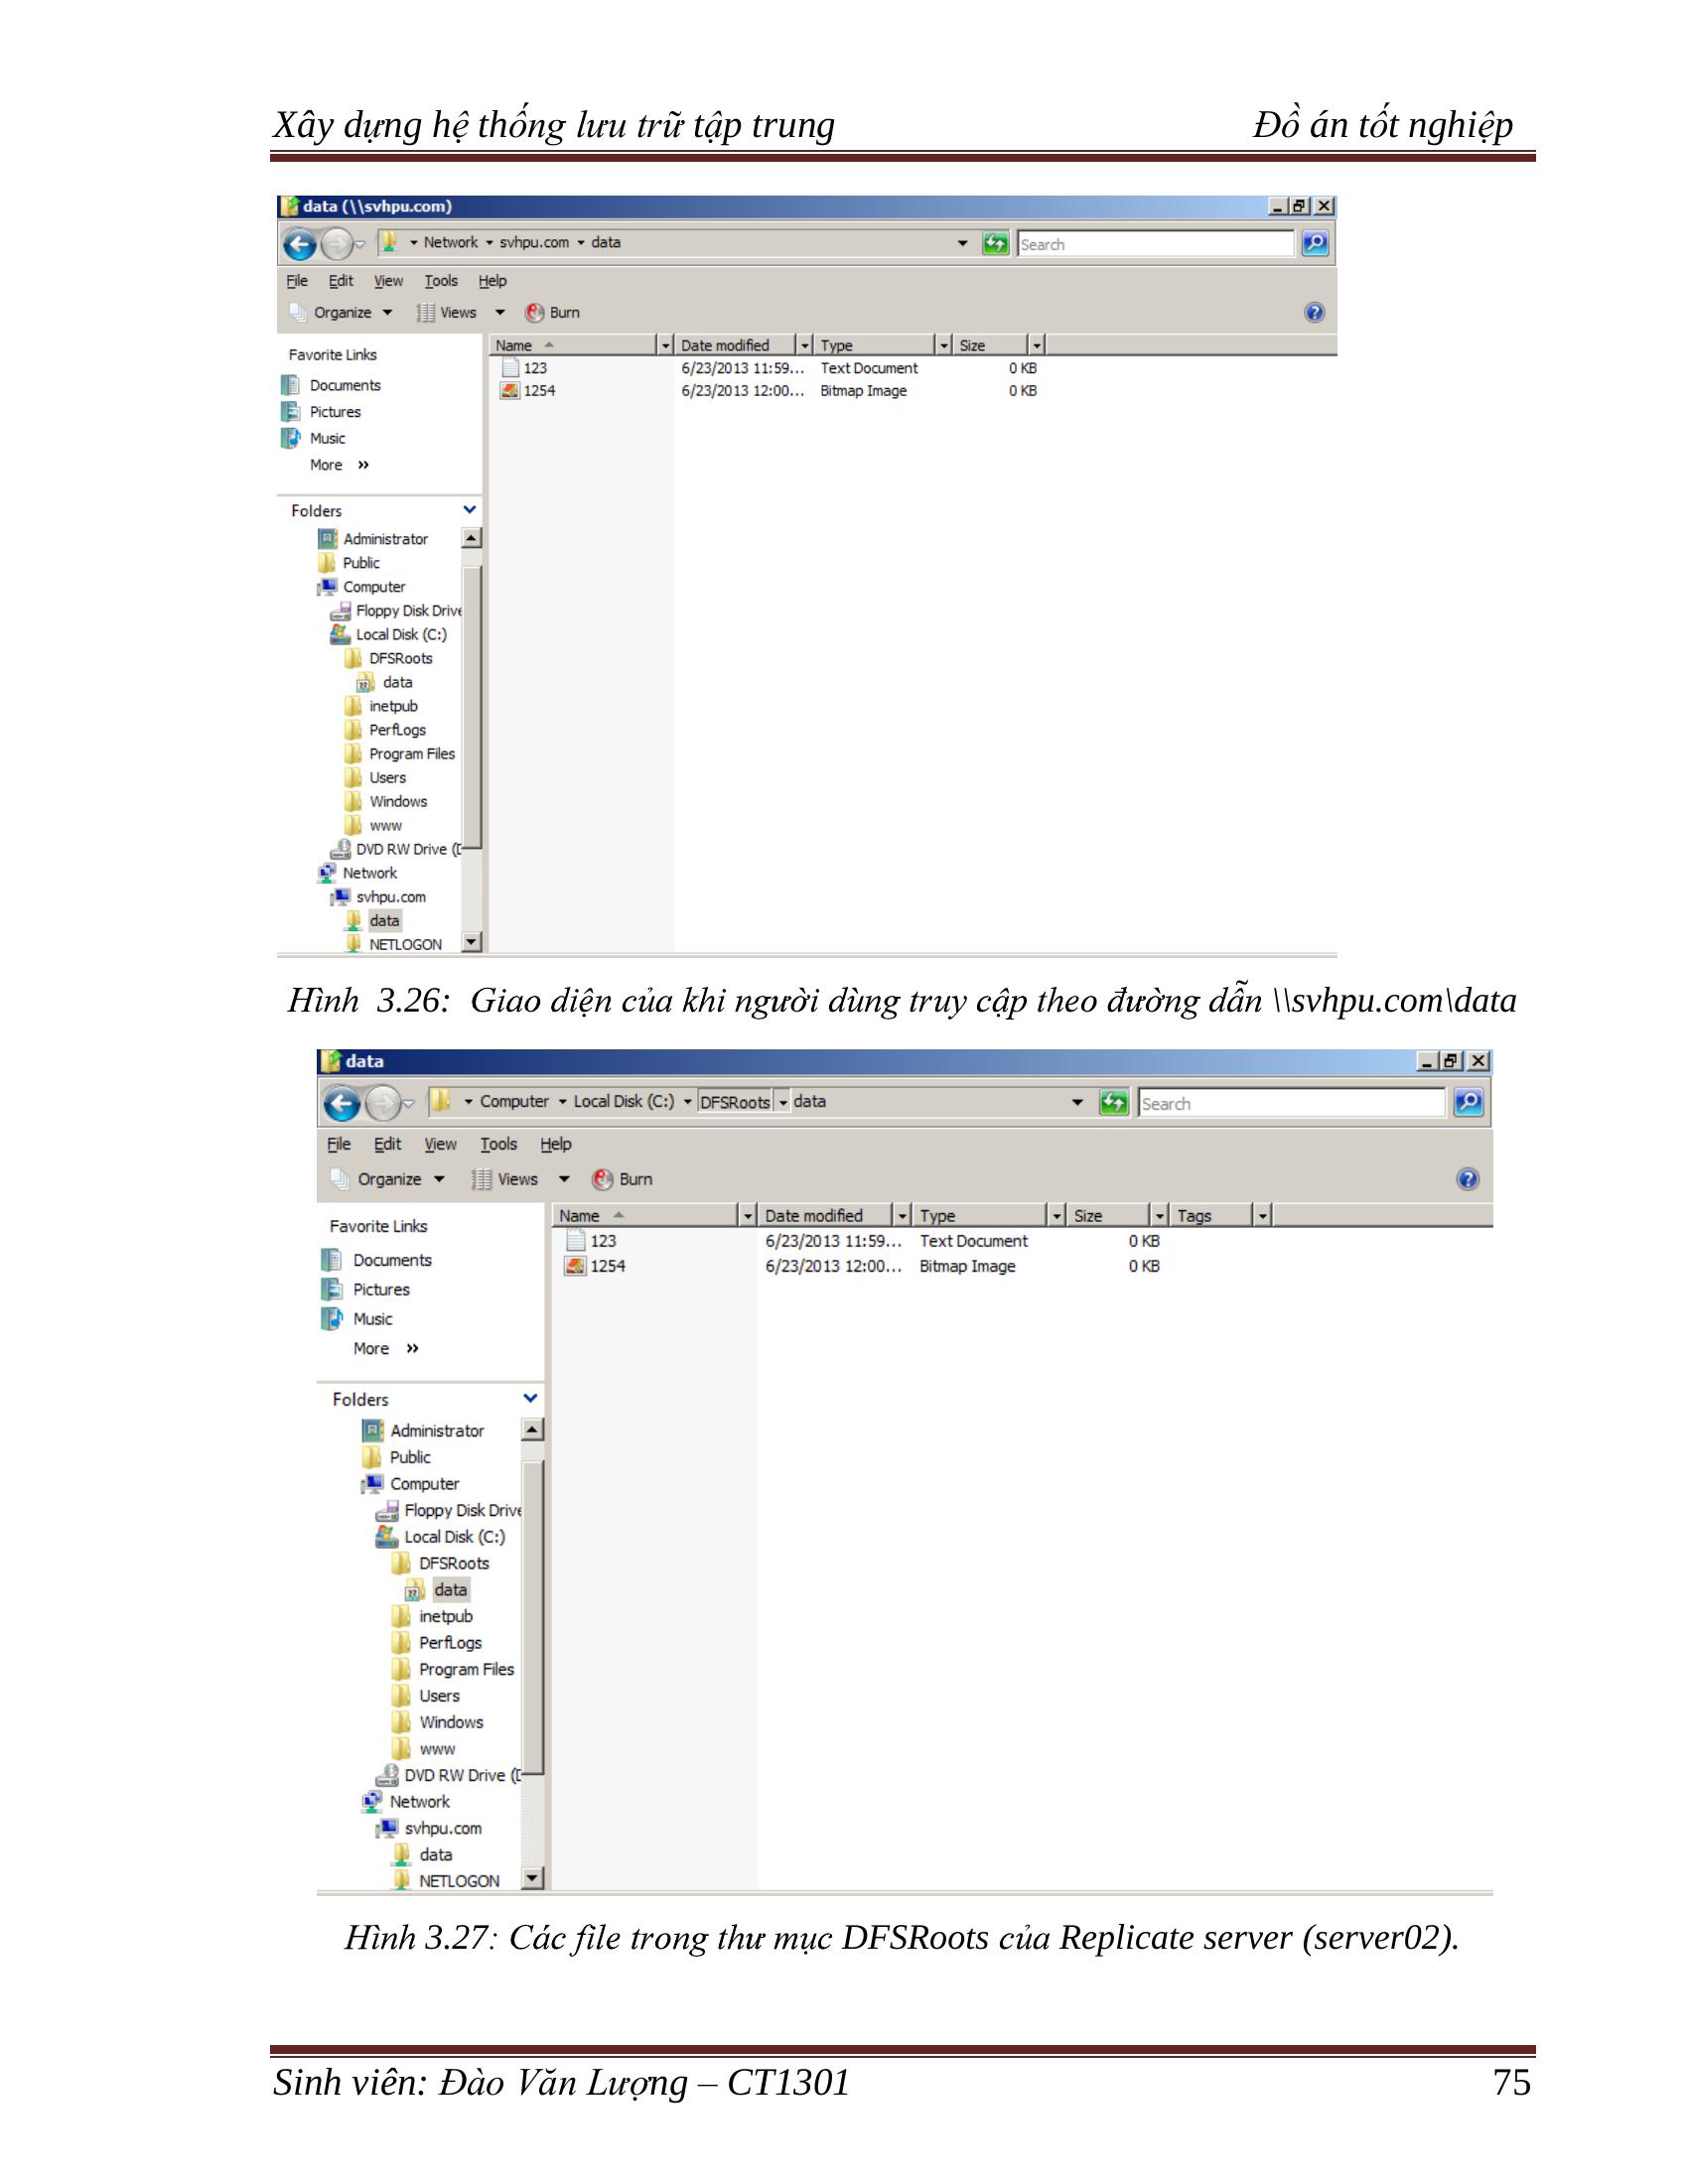 Xây dựng hệ thống lưu trữ tập trung Đồ án tốt nghiệp
data (\\svhpu.com)
Network svhpu.com data Search
File Edit View Tools Help
Organize Views Burn
Favorite Links
Documents
Pictures
Music
More »
Folders
Administrator
Public
Computer
Floppy Disk Drive
Local Disk (C:)
DFSRoots
data
inetpub
PerfLogs
Program Files
Users
Windows
www
DVD RW Drive (D
Network
svhpu.com
data
NETLOGON
Name Date modified Type Size
123 6/23/2013 11:59... Text Document 0 KB
1254 6/23/2013 12:00... Bitmap Image 0 KB
Hình 3.26: Giao diện của khi người dùng truy cập theo đường dẫn \\svhpu.com\data
data
Computer Local Disk (C:) DFSRoots data Search
File Edit View Tools Help
Organize Views Burn
Favorite Links
Documents
Pictures
Music
More »
Folders
Administrator
Public
Computer
Floppy Disk Drive
Local Disk (C:)
DFSRoots
data
inetpub
PerfLogs
Program Files
Users
Windows
www
DVD RW Drive (D
Network
svhpu.com
data
NETLOGON
Name Date modified Type Size Tags
123 6/23/2013 11:59... Text Document 0 KB
1254 6/23/2013 12:00... Bitmap Image 0 KB
Hình 3.27: Các file trong thư mục DFSRoots của Replicate server (server02).
Sinh viên: Đào Văn Lượng – CT1301 75